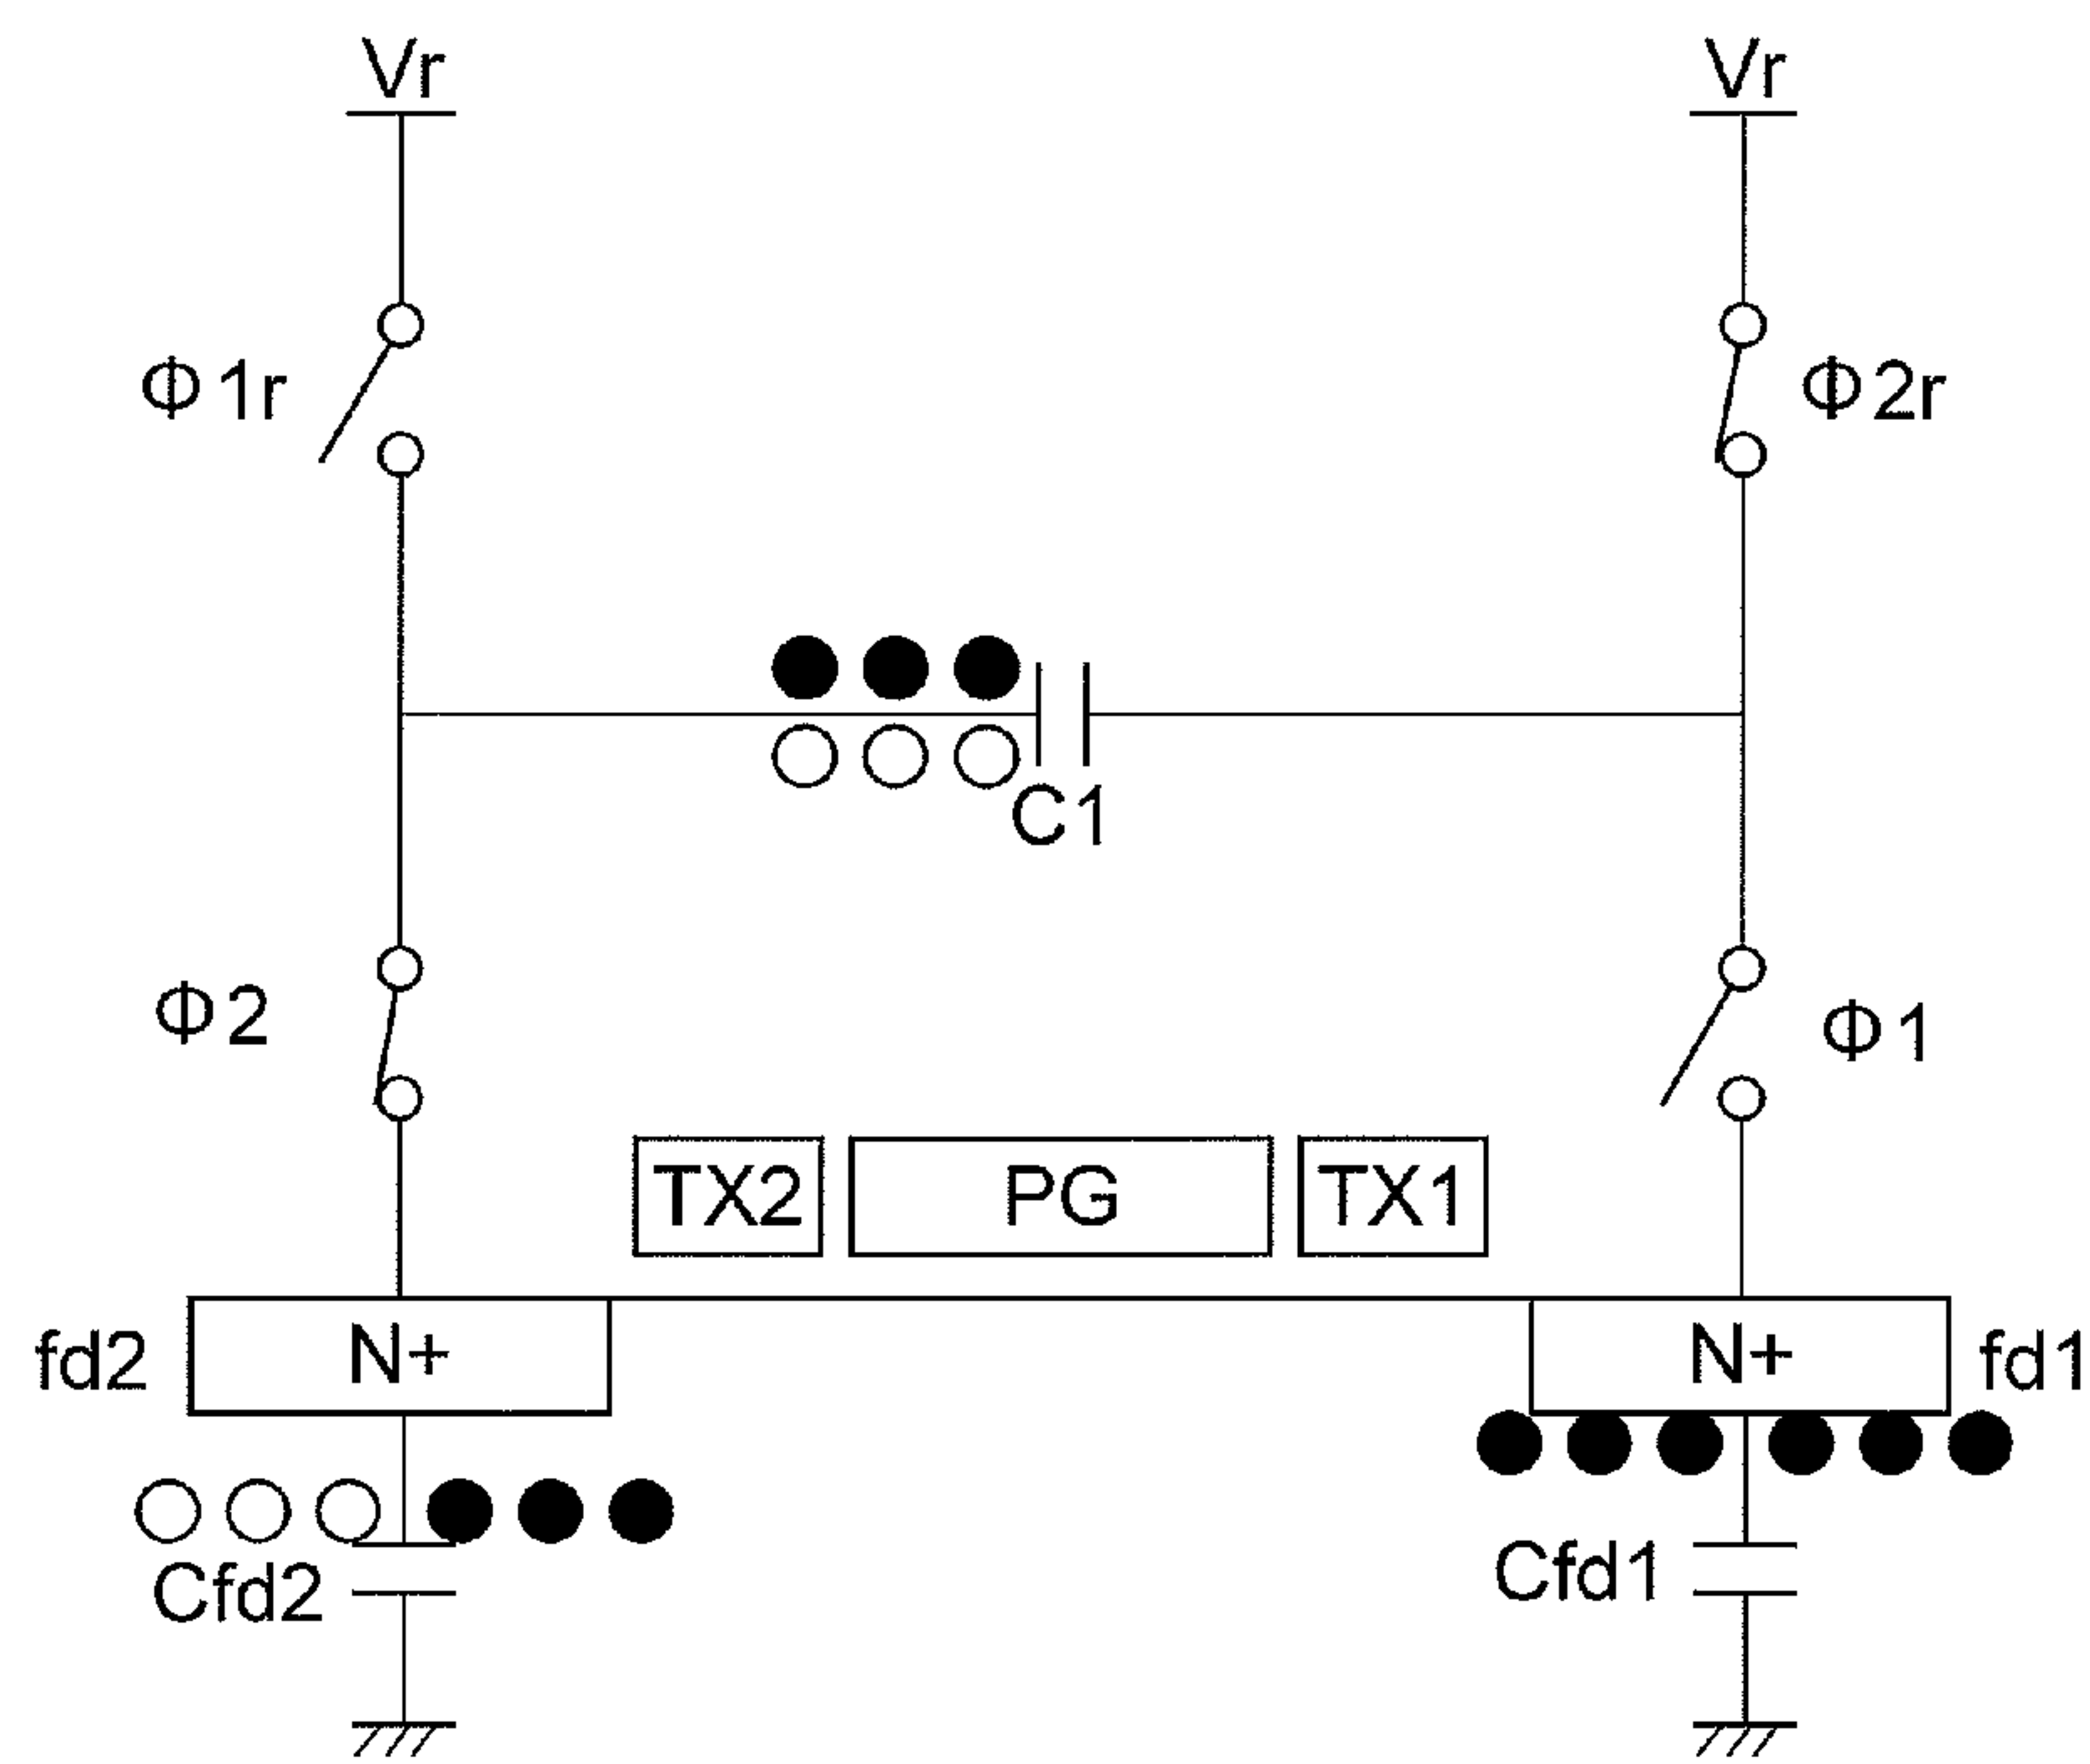 Vr Vr
Φ1r Φ2r
C1
Φ2 Φ1
TX2 PG TX1
fd2 N+ N+ fd1
Cfd2 Cfd1